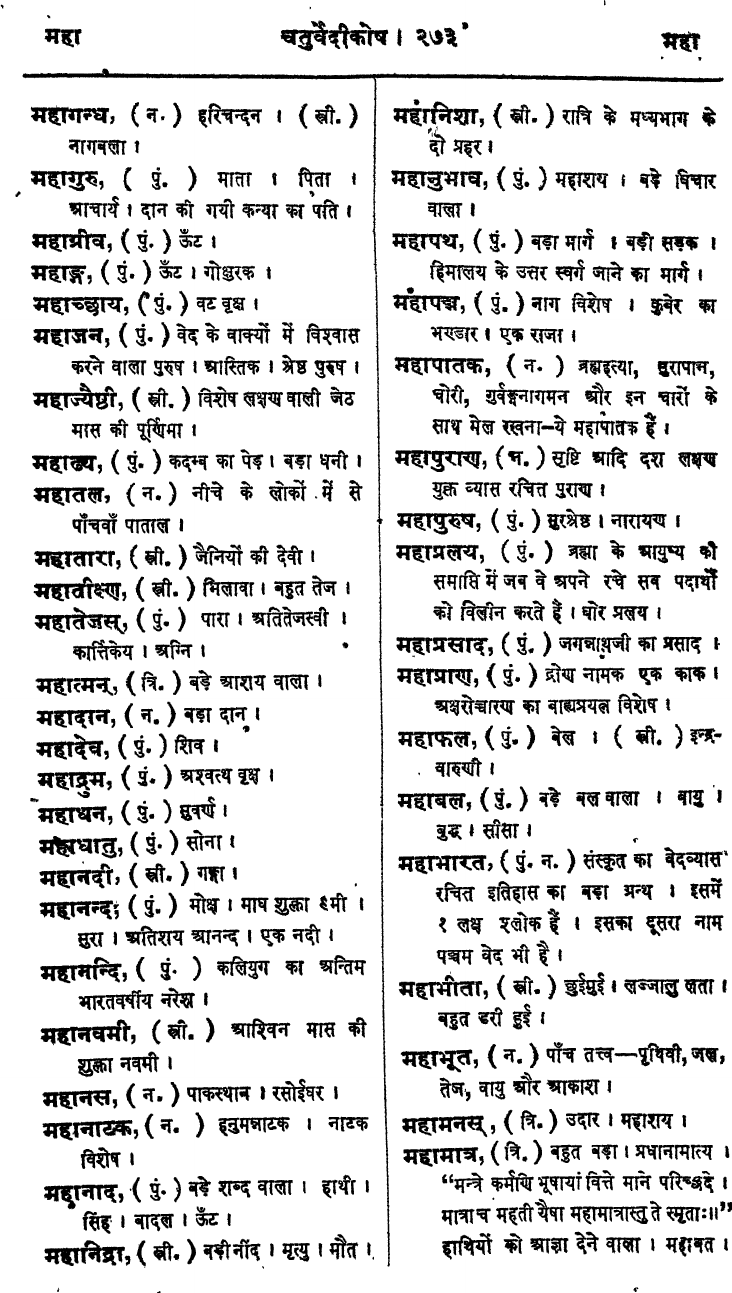 महा
चतुर्वेदीकोष । २७३
महा
महागन्ध, (न.) हरिचन्दन । (स्त्री.)
नागबला ।
महागुरु, ( पुं. ) माता । पिता ।
आचार्य । दान की गयी कन्या का पति ।
महाग्रीव, (पुं.) ऊँट ।
महाङ्ग, (पुं.) ऊँट । गोक्षुरक ।
महाच्छाय, (पुं.) वट वृक्ष ।
महाजन, (पुं.) वेद के वाक्यों में विश्वास
करने वाला पुरुष । आस्तिक । श्रेष्ठ पुरुष ।
महाज्यैष्ठी, (स्त्री.) विशेष लक्षण वाली जेठ
मास की पूर्णिमा ।
महाढ्य, (पुं.) कदम्ब का पेड़ । बड़ा धनी ।
महातल, (न.) नीचे के लोकों में से
पाँचवाँ पाताल ।
महातारा, (स्त्री.) जैनियों की देवी ।
महातीक्ष्ण, (स्त्री.) भिलावा । बहुत तेज ।
महातेजस्, (पुं.) पारा । अतितेजस्वी ।
कार्त्तिकेय । अग्नि ।
महात्मन्, (त्रि.) बड़े आशय वाला ।
महादान, (न.) बड़ा दान ।
महादेव, (पुं.) शिव ।
महाद्रुम, (पुं.) अश्वत्थ वृक्ष ।
महाधन, (पुं.) सुवर्ण ।
महाधातु, (पुं.) सोना ।
महानदी, (स्त्री.) गङ्गा ।
महानन्द, (पुं.) मोक्ष । माघ शुक्ला ९मी ।
सुरा । अतिशय आनन्द । एक नदी ।
महानन्दि, ( पुं. ) कलियुग का अन्तिम
भारतवर्षीय नरेश ।
महानवमी, (स्त्री.) आश्विन मास की
शुक्ला नवमी ।
महानस, (न.) पाकस्थान । रसोईघर ।
महानाटक, (न. ) हनुमन्नाटक । नाटक
विशेष ।
महानाद, (पुं.) बड़े शब्द वाला । हाथी ।
सिंह । बादल । ऊँट ।
महानिद्रा, (स्त्री.) बड़ी नींद । मृत्यु । मौत ।
महानिशा, (स्त्री.) रात्रि के मध्यभाग के
दो प्रहर ।
महानुभाव, (पुं.) महाशय । बड़े विचार
वाला ।
महापथ, (पुं.) बड़ा मार्ग । बड़ी सड़क ।
हिमालय के उत्तर स्वर्ग जाने का मार्ग ।
महापद्म, (पुं.) नाग विशेष । कुबेर का
भण्डार । एक राजा ।
महापातक, (न.) ब्रह्महत्या, सुरापान,
चोरी, गुर्वङ्गनागमन और इन चारों के
साथ मेल रखना–ये महापातक हैं ।
महापुराण, (न.) सृष्टि आदि दश लक्षण
युक्त व्यास रचित पुराण ।
महापुरुष, (पुं.) सुरश्रेष्ठ । नारायण ।
महाप्रलय, (पुं.) ब्रह्मा के आयुष्य की
समाप्ति में जब वे अपने रचे सब पदार्थों
को विलीन करते हैं । घोर प्रलय ।
महाप्रसाद, (पुं.) जगन्नाथजी का प्रसाद ।
महाप्राण, (पुं.) द्रोण नामक एक काक ।
अक्षरोच्चारण का बाह्यप्रयत्न विशेष ।
महाफल, (पुं.) बेल । ( स्त्री. ) इन्द्र-
वारुणी ।
महाबल, (पुं.) बड़े बल वाला । वायु ।
बुद्ध । सीसा ।
महाभारत, (पुं. न.) संस्कृत का वेदव्यास
रचित इतिहास का बड़ा ग्रन्थ । इसमें
१ लक्ष श्लोक हैं । इसका दूसरा नाम
पञ्चम वेद भी है ।
महाभीता, (स्त्री.) छुईमुई । लज्जालु लता ।
बहुत डरी हुई ।
महाभूत, (न.) पाँच तत्त्व—पृथिवी, जल,
तेज, वायु और आकाश ।
महामनस्, (त्रि.) उदार । महाशय ।
महामात्र, (त्रि.) बहुत बड़ा । प्रधानामात्य ।
“मन्त्रे कर्मणि भूषायां वित्ते माने परिच्छदे ।
मात्रा च महती येषा महामात्रास्तु ते स्मृताः॥”
हाथियों को आज्ञा देने वाला । महावत ।